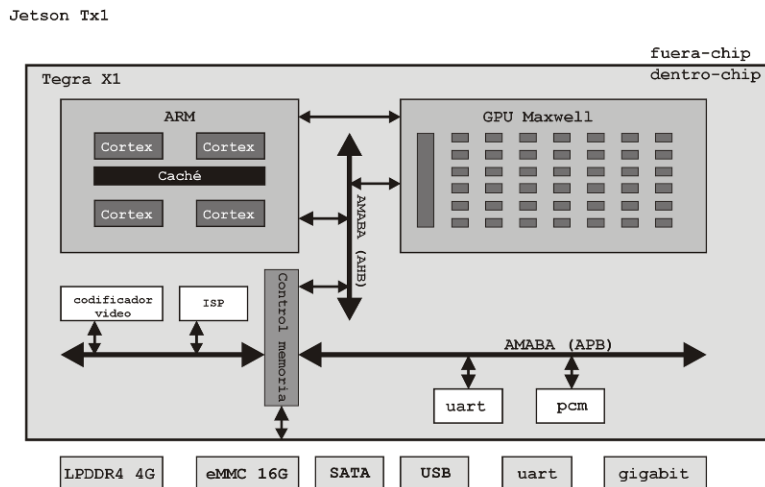 Jetson Tx1
fuera-chip
Tegra X1
dentro-chip
ARM
GPU Maxwell
Cortex
Cortex
Caché
Cortex
Cortex
AMABA (AHB)
Control memoria
codificador
video
ISP
AMABA (APB)
uart
pcm
LPDDR4 4G
eMMC 16G
SATA
USB
uart
gigabit